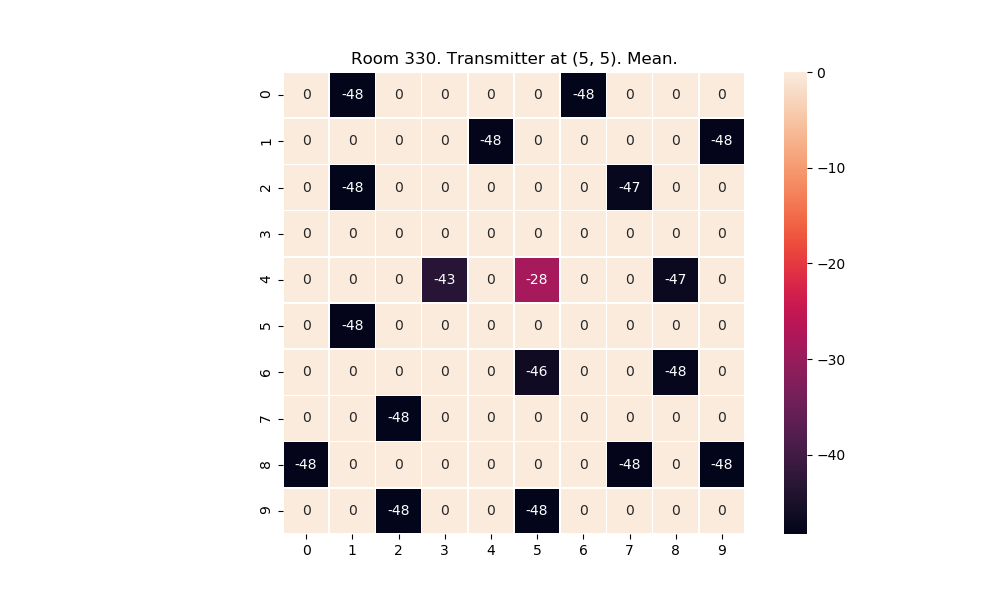 Room 330. Transmitter at (5, 5). Mean.
0 0 -48 0 0 0 0 -48 0 0 0
1 0 0 0 0 -48 0 0 0 0 -48
2 0 -48 0 0 0 0 0 -47 0 0
3 0 0 0 0 0 0 0 0 0 0
4 0 0 0 -43 0 -28 0 0 -47 0
5 0 -48 0 0 0 0 0 0 0 0
6 0 0 0 0 0 -46 0 0 -48 0
7 0 0 -48 0 0 0 0 0 0 0
8 -48 0 0 0 0 0 0 -48 0 -48
9 0 0 -48 0 0 -48 0 0 0 0
0 1 2 3 4 5 6 7 8 9
0
−10
−20
−30
−40